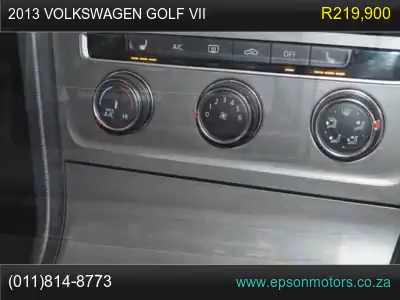 2013 VOLKSWAGEN GOLF VII R219,900
A/C OFF
0 1 2 3 4 5 6
A/C HI
(011)814-8773 www.epsonmotors.co.za